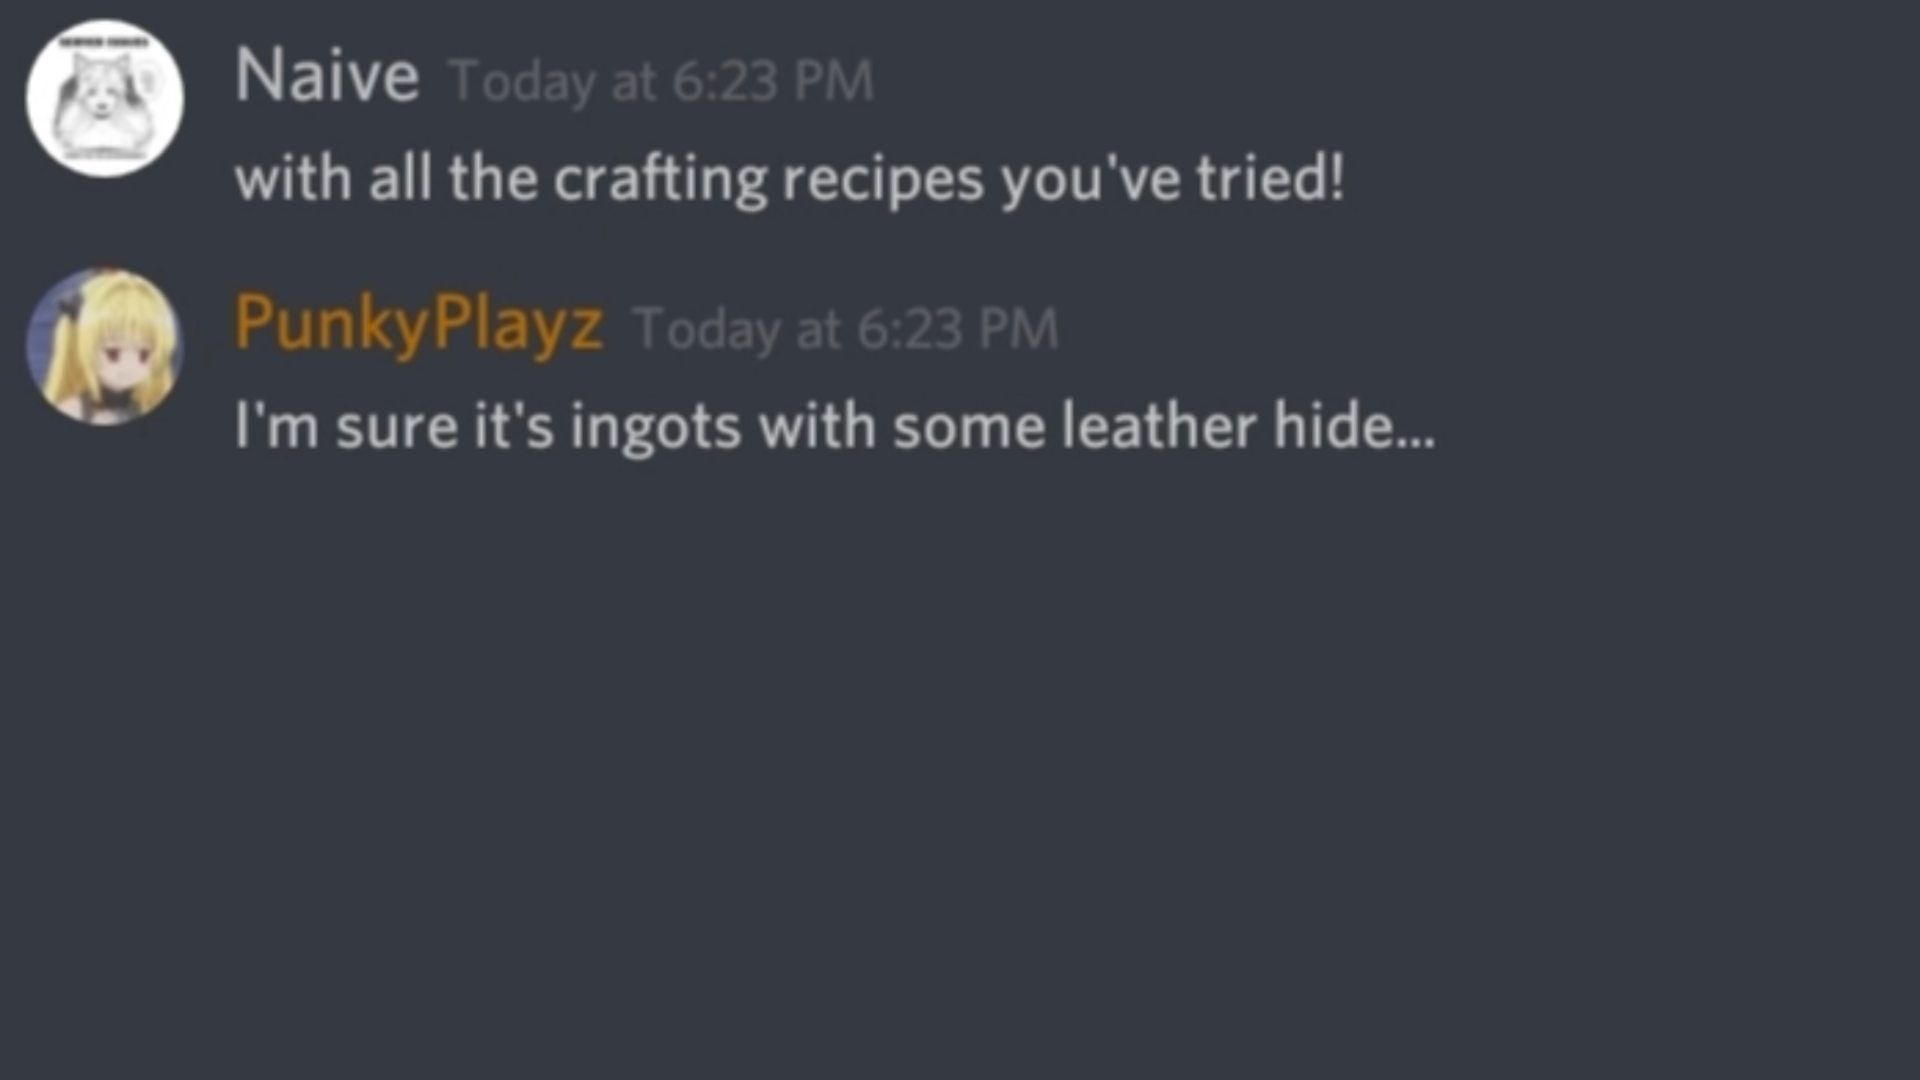 Naive Today at 6:23 PM
with all the crafting recipes you've tried!
PunkyPlayz Today at 6:23 PM
I'm sure it's ingots with some leather hide...